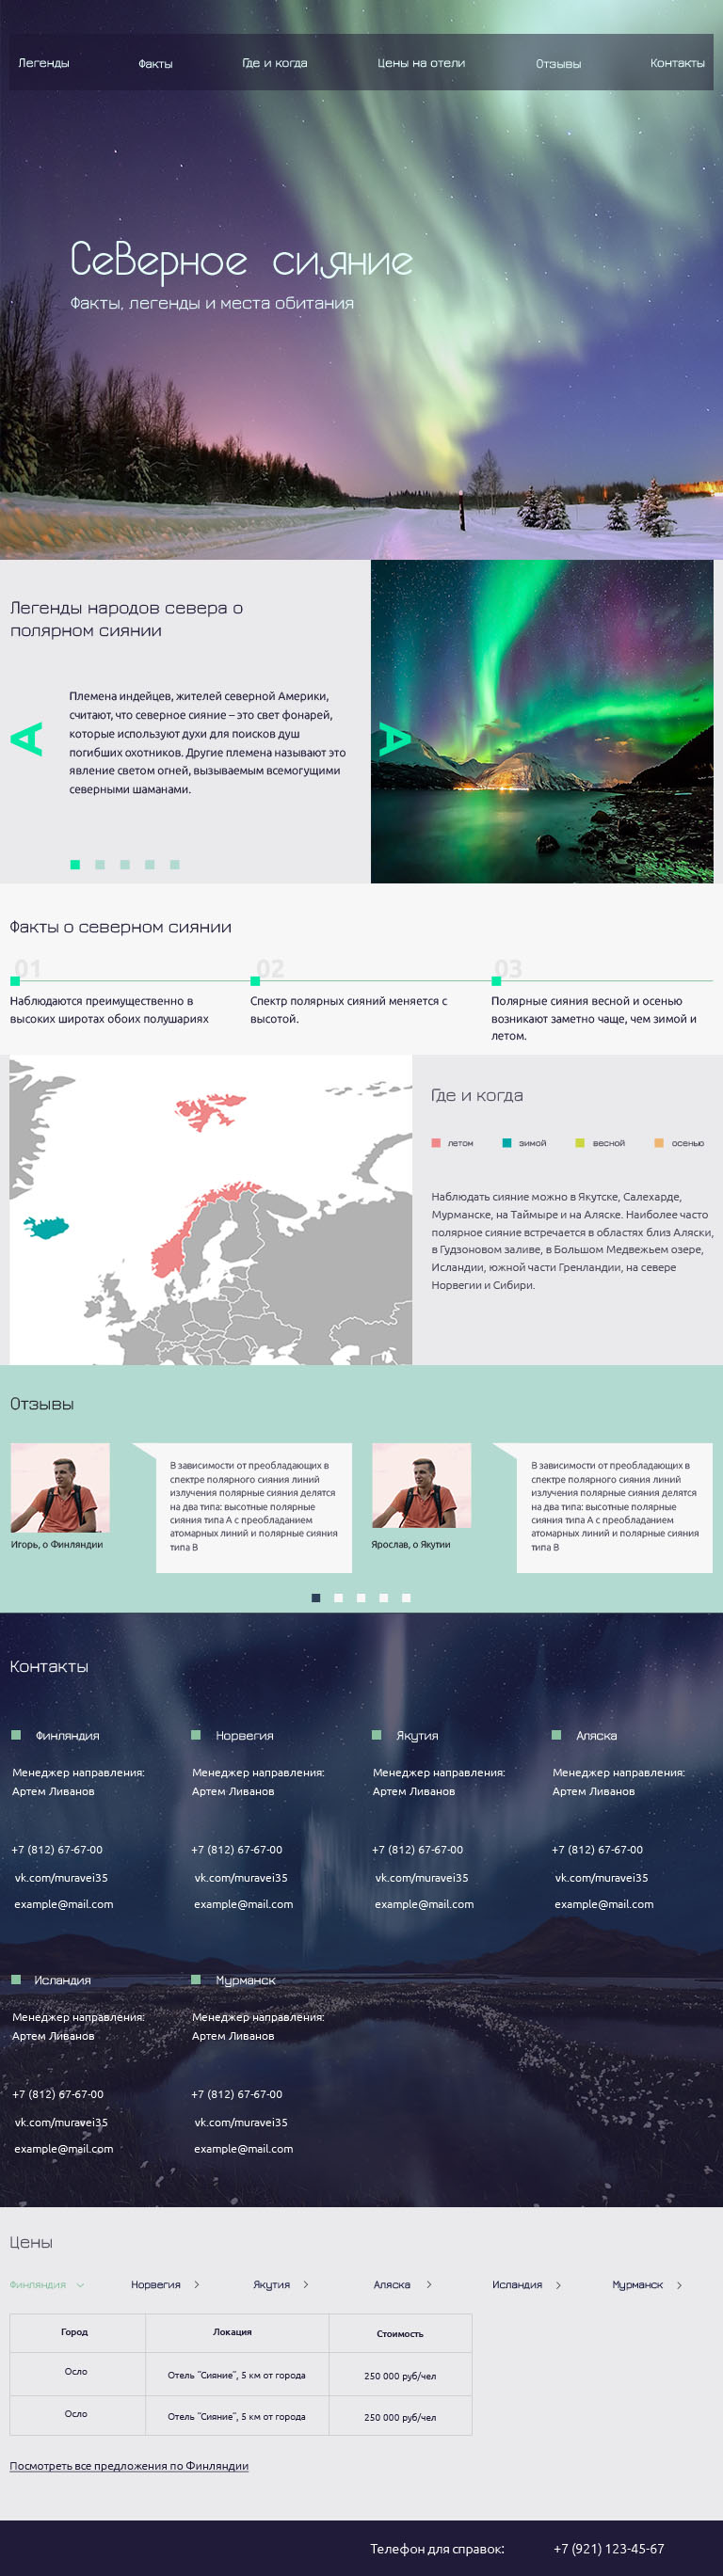 Легенды
Факты
Где и когда
Цены на отели
Отзывы
Контакты
СеВерное сияние
Факты, легенды и места обитания
Легенды народов севера о
полярном сиянии
Племена индейцев, жителей северной Америки,
считают, что северное сияние – это свет фонарей,
которые используют духи для поисков душ
погибших охотников. Другие племена называют это
явление светом огней, вызываемым всемогущими
северными шаманами.
Факты о северном сиянии
01
Наблюдаются преимущественно в
высоких широтах обоих полушариях
02
Спектр полярных сияний меняется с
высотой.
03
Полярные сияния весной и осенью
возникают заметно чаще, чем зимой и
летом.
Где и когда
летом
зимой
весной
осенью
Наблюдать сияние можно в Якутске, Салехарде,
Мурманске, на Таймыре и на Аляске. Наиболее часто
полярное сияние встречается в областях близ Аляски,
в Гудзоновом заливе, в Большом Медвежьем озере,
Исландии, южной части Гренландии, на севере
Норвегии и Сибири.
Отзывы
В зависимости от преобладающих в
спектре полярного сияния линий
излучения полярные сияния делятся
на два типа: высотные полярные
сияния типа А с преобладанием
атомарных линий и полярные сияния
типа В
Игорь, о Финляндии
В зависимости от преобладающих в
спектре полярного сияния линий
излучения полярные сияния делятся
на два типа: высотные полярные
сияния типа А с преобладанием
атомарных линий и полярные сияния
типа В
Ярослав, о Якутии
Контакты
Финляндия
Менеджер направления:
Артем Ливанов
+7 (812) 67-67-00
vk.com/muravei35
example@mail.com
Норвегия
Менеджер направления:
Артем Ливанов
+7 (812) 67-67-00
vk.com/muravei35
example@mail.com
Якутия
Менеджер направления:
Артем Ливанов
+7 (812) 67-67-00
vk.com/muravei35
example@mail.com
Аляска
Менеджер направления:
Артем Ливанов
+7 (812) 67-67-00
vk.com/muravei35
example@mail.com
Исландия
Менеджер направления:
Артем Ливанов
+7 (812) 67-67-00
vk.com/muravei35
example@mail.com
Мурманск
Менеджер направления:
Артем Ливанов
+7 (812) 67-67-00
vk.com/muravei35
example@mail.com
Цены
Финляндия
Норвегия
Якутия
Аляска
Исландия
Мурманск
Город Локация Стоимость
Осло Отель "Сияние", 5 км от города 250 000 руб/чел
Осло Отель "Сияние", 5 км от города 250 000 руб/чел
Посмотреть все предложения по Финляндии
Телефон для справок: +7 (921) 123-45-67